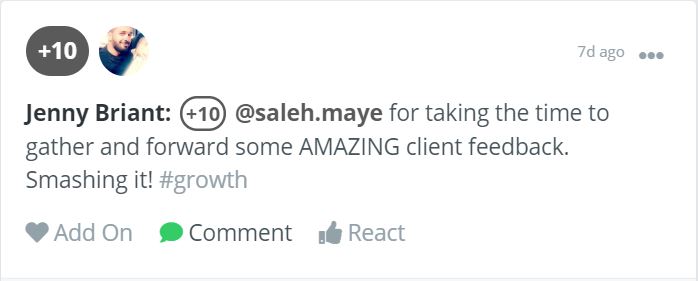 +10
7d ago
Jenny Briant: +10 @saleh.maye for taking the time to
gather and forward some AMAZING client feedback.
Smashing it! #growth
Add On Comment React